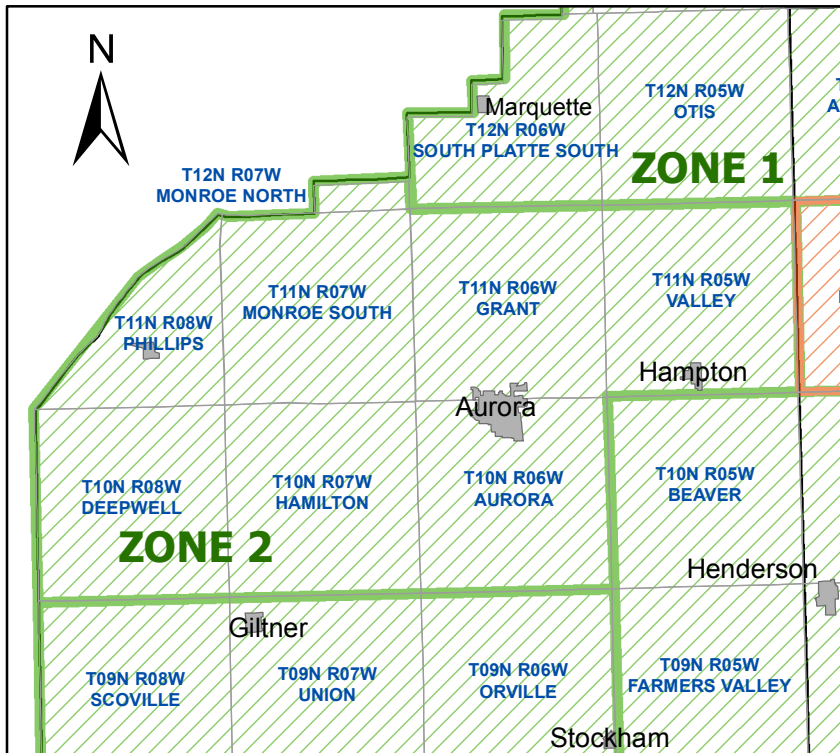 N
Marquette
T12N R05W
OTIS
T12N R06W
SOUTH PLATTE SOUTH
ZONE 1
T12N R07W
MONROE NORTH
T11N R08W
PHILLIPS
T11N R07W
MONROE SOUTH
T11N R06W
GRANT
T11N R05W
VALLEY
Hampton
Aurora
T10N R08W
DEEPWELL
T10N R07W
HAMILTON
T10N R06W
AURORA
T10N R05W
BEAVER
ZONE 2
Henderson
Giltner
T09N R08W
SCOVILLE
T09N R07W
UNION
T09N R06W
ORVILLE
T09N R05W
FARMERS VALLEY
Stockham